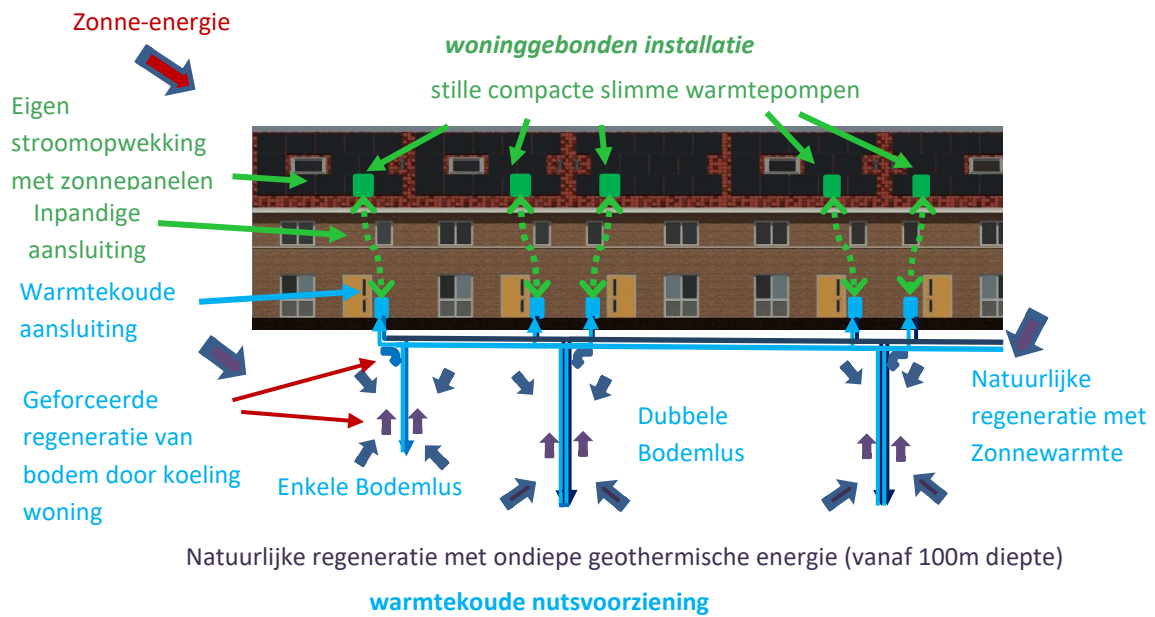 Zonne-energie
woninggebonden installatie
stille compacte slimme warmtepompen
Eigen
stroomopwekking
met zonnepanelen
Inpandige
aansluiting
Warmtekoude
aansluiting
Geforceerde
regeneratie van
bodem door koeling
woning
Enkele Bodemlus
Dubbele
Bodemlus
Natuurlijke
regeneratie met
Zonnewarmte
Natuurlijke regeneratie met ondiepe geothermische energie (vanaf 100m diepte)
warmtekoude nutsvoorziening